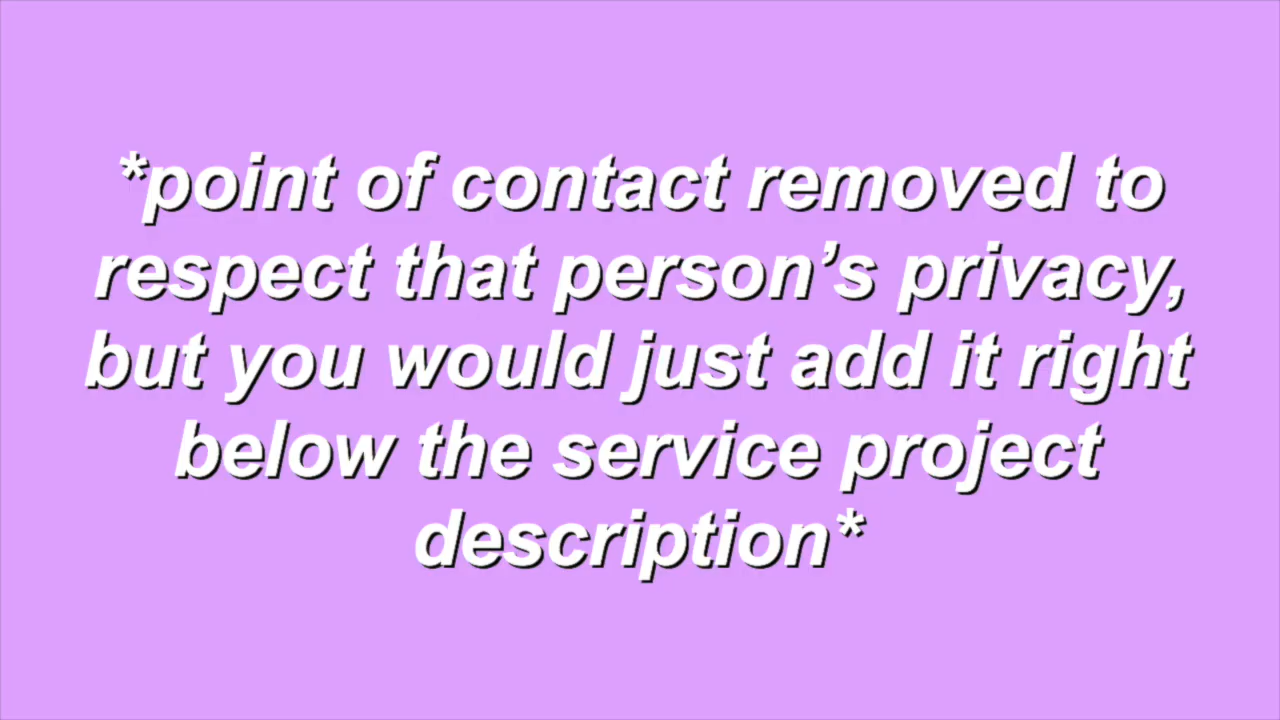 *point of contact removed to
respect that person’s privacy,
but you would just add it right
below the service project
description*